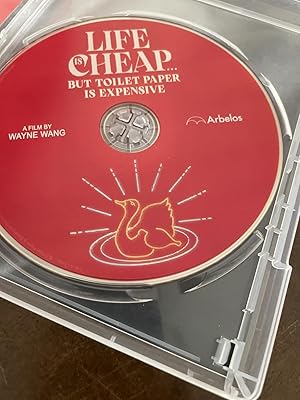 LIFE
IS
CHEAP...
BUT TOILET PAPER
IS EXPENSIVE
A FILM BY
WAYNE WANG
Arbelos